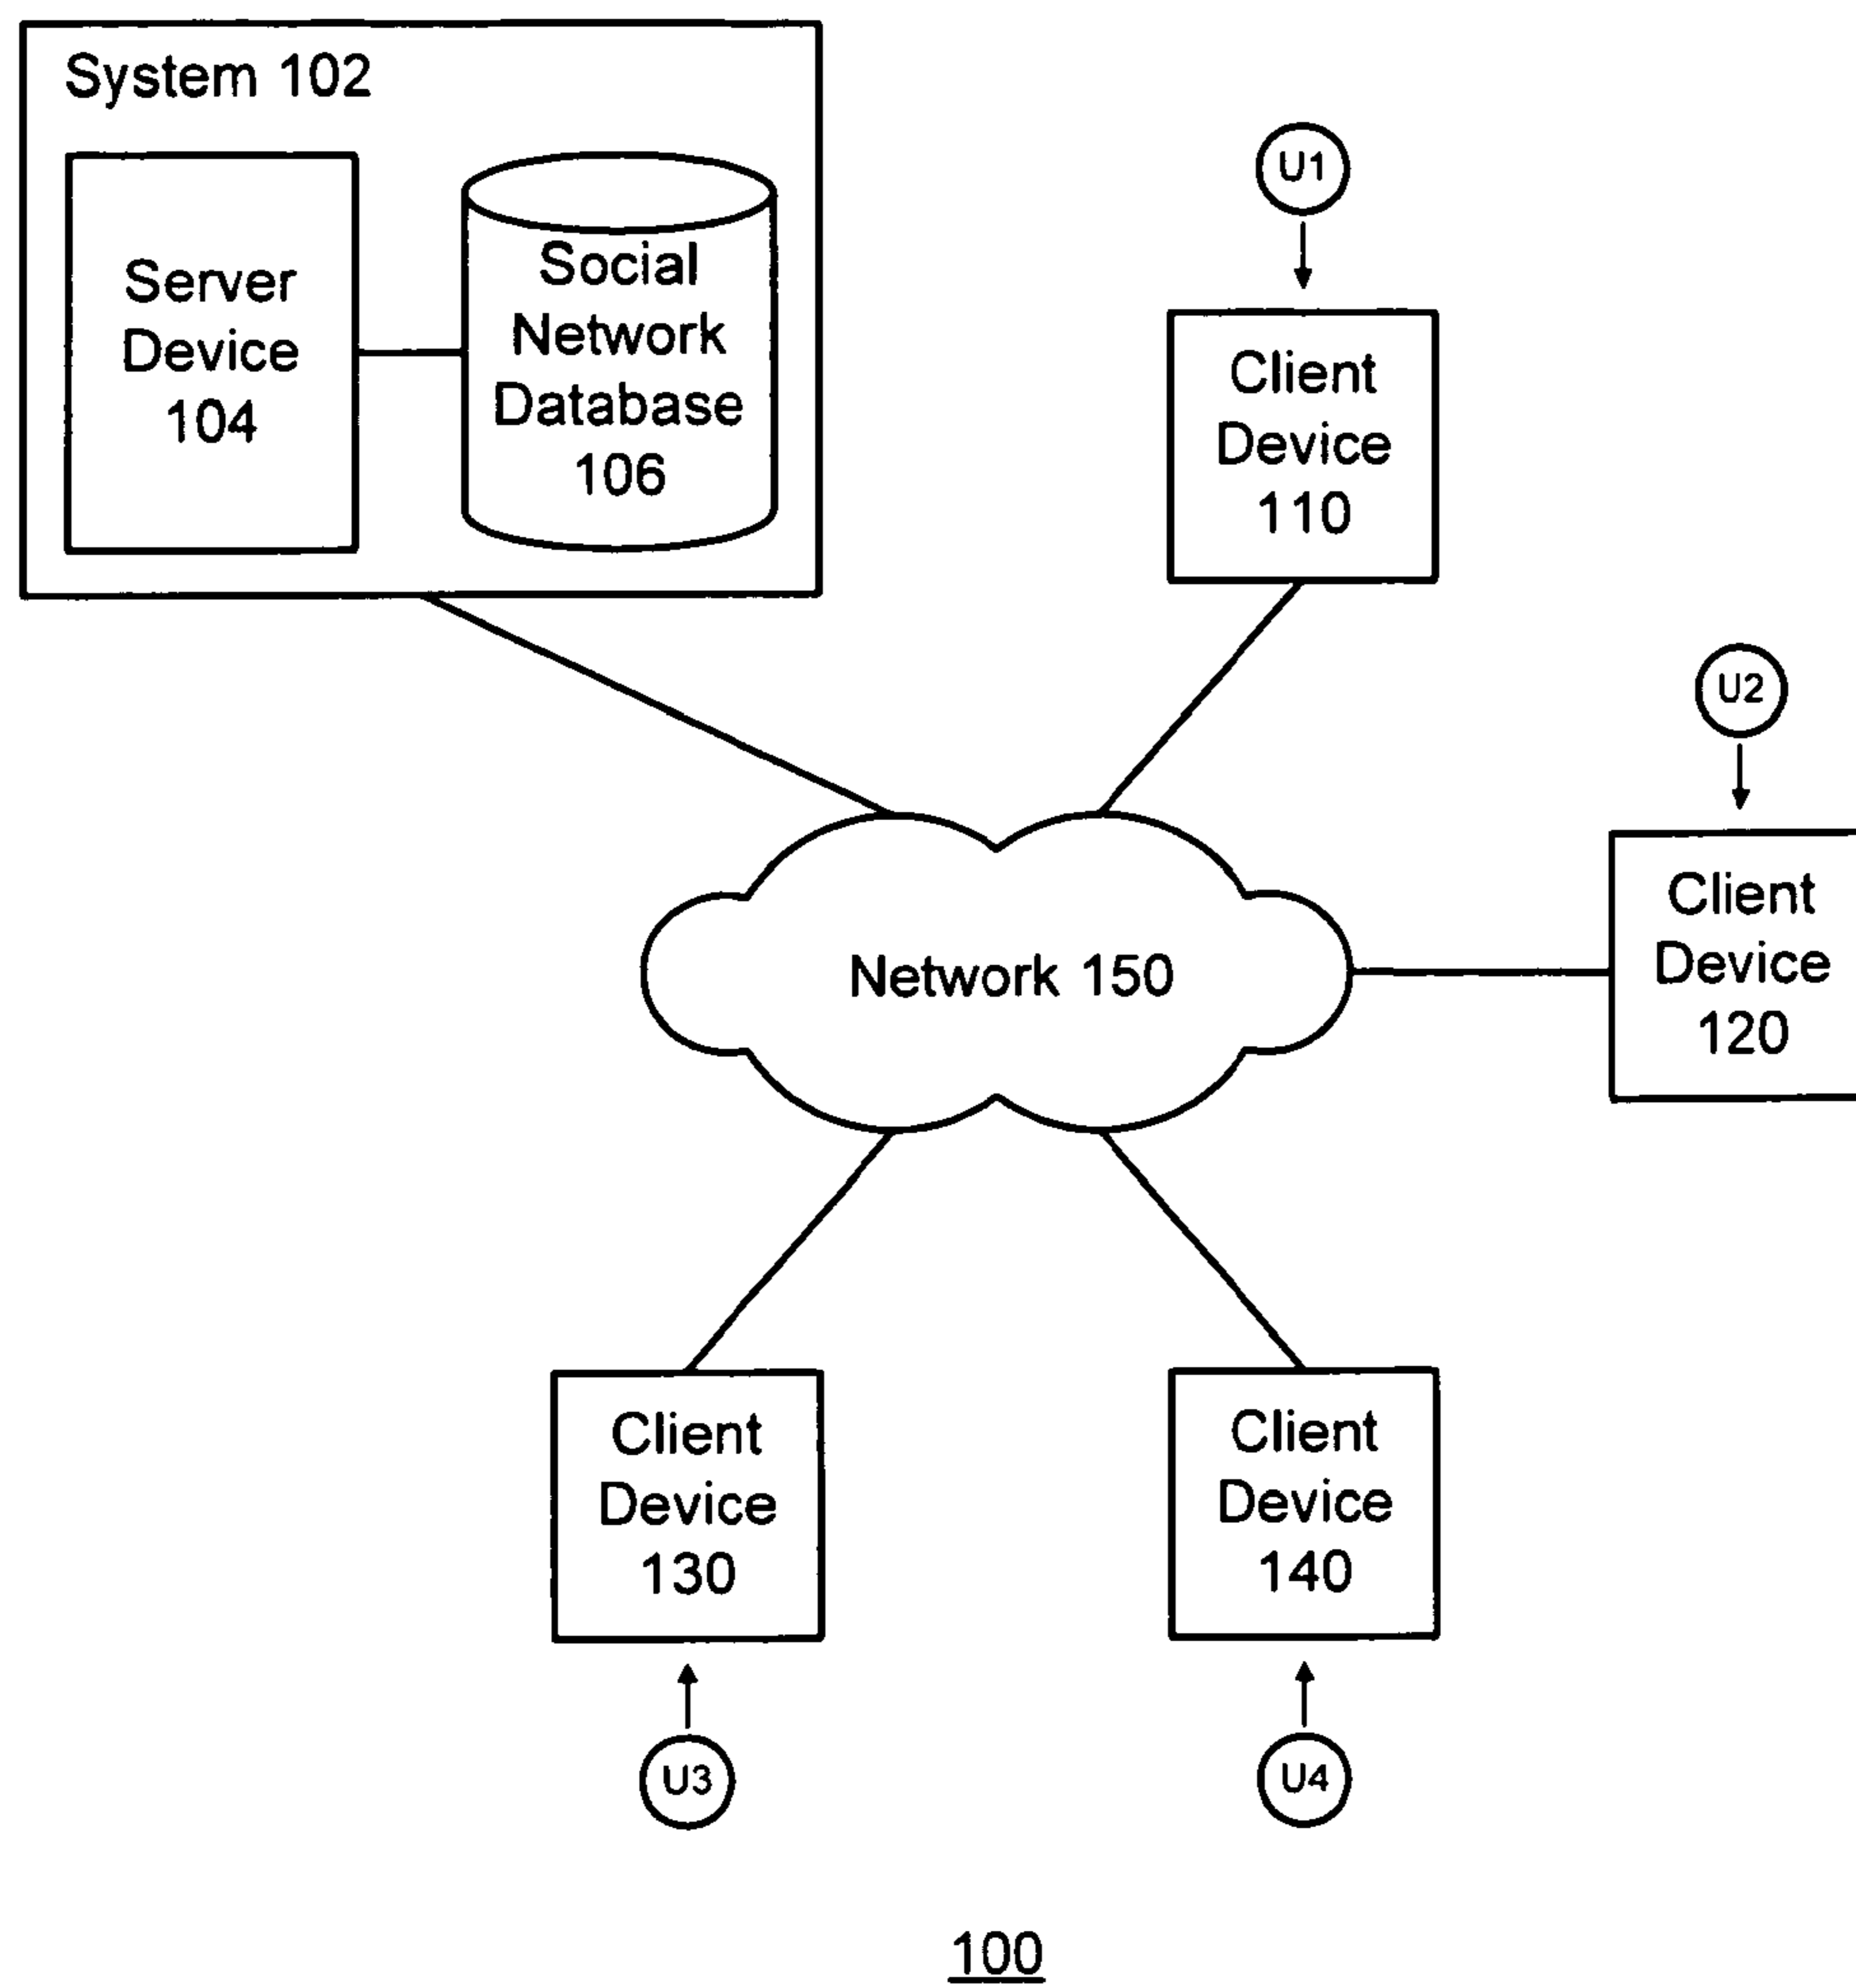 System 102
Server
Device
104
Social
Network
Database
106
U1
Client
Device
110
U2
Client
Device
120
Network 150
Client
Device
130
Client
Device
140
U3
U4
100